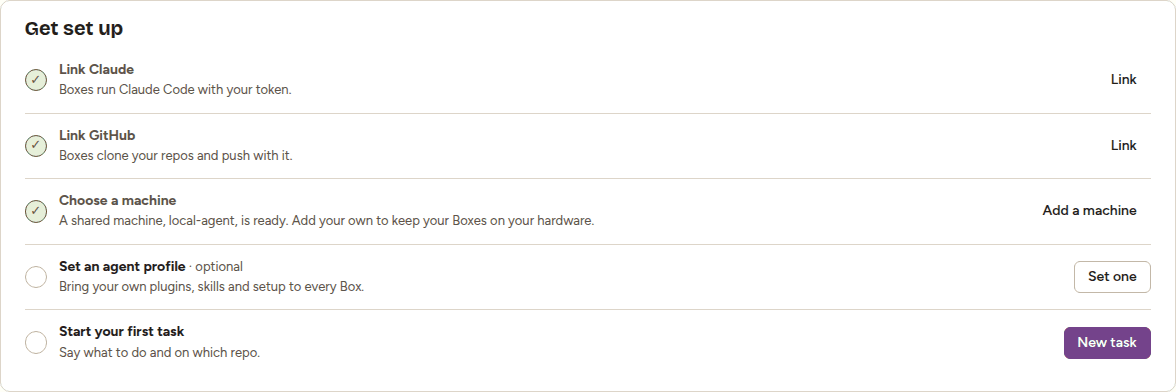 Get set up
Link Claude
Boxes run Claude Code with your token.
Link
Link GitHub
Boxes clone your repos and push with it.
Link
Choose a machine
A shared machine, local-agent, is ready. Add your own to keep your Boxes on your hardware.
Add a machine
Set an agent profile · optional
Bring your own plugins, skills and setup to every Box.
Set one
Start your first task
Say what to do and on which repo.
New task